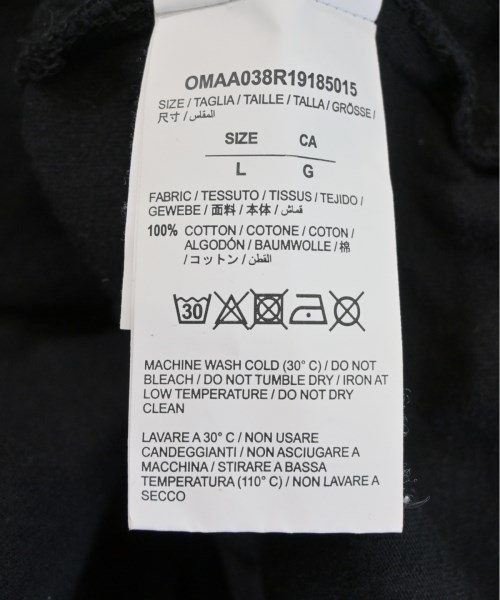 OMAA038R19185015
SIZE / TAGLIA / TAILLE / TALLA / GRÖSSE /
尺寸 / المقاس /
SIZE CA
L G
FABRIC / TESSUTO / TISSUS / TEJIDO /
GEWEBE / 面料 / 本体 / قماش /
100% COTTON / COTONE / COTON /
ALGODÓN / BAUMWOLLE / 棉
/ コットン / القطن /
30
MACHINE WASH COLD (30° C) / DO NOT
BLEACH / DO NOT TUMBLE DRY / IRON AT
LOW TEMPERATURE / DO NOT DRY
CLEAN
LAVARE A 30° C / NON USARE
CANDEGGIANTI / NON ASCIUGARE A
MACCHINA / STIRARE A BASSA
TEMPERATURA (110° C) / NON LAVARE A
SECCO